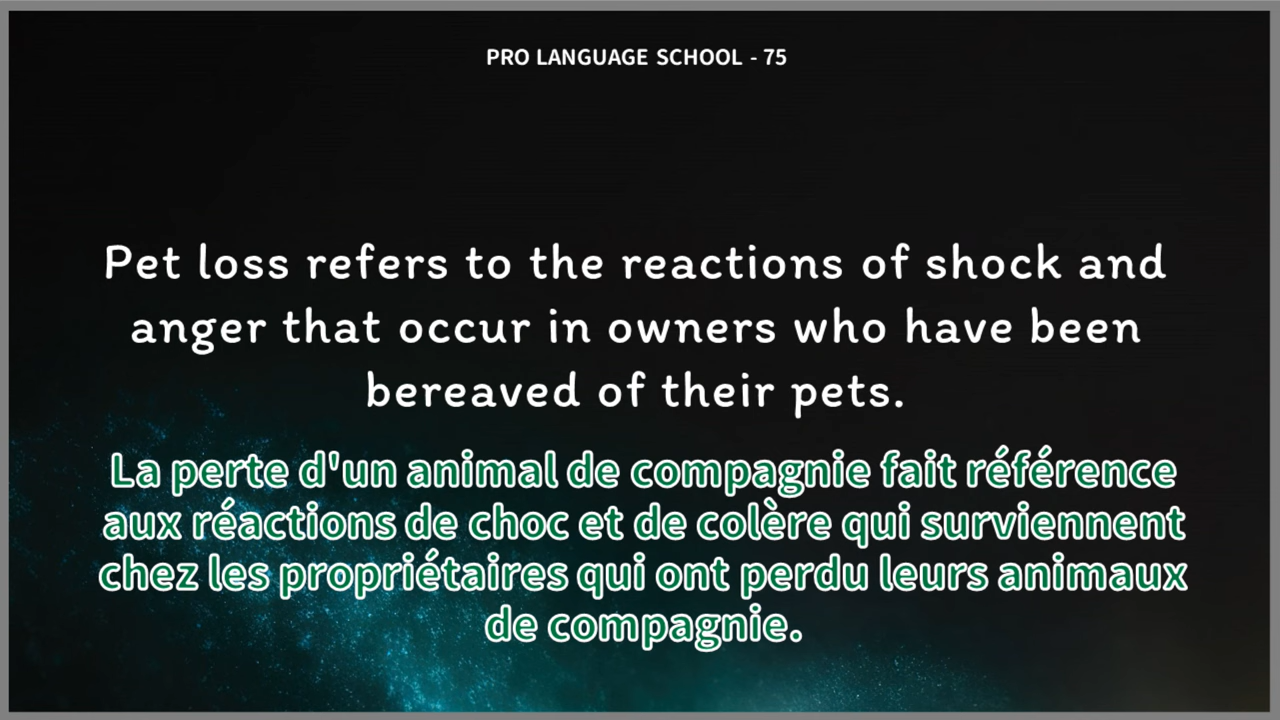 PRO LANGUAGE SCHOOL - 75
Pet loss refers to the reactions of shock and
anger that occur in owners who have been
bereaved of their pets.
La perte d'un animal de compagnie fait référence
aux réactions de choc et de colère qui surviennent
chez les propriétaires qui ont perdu leurs animaux
de compagnie.